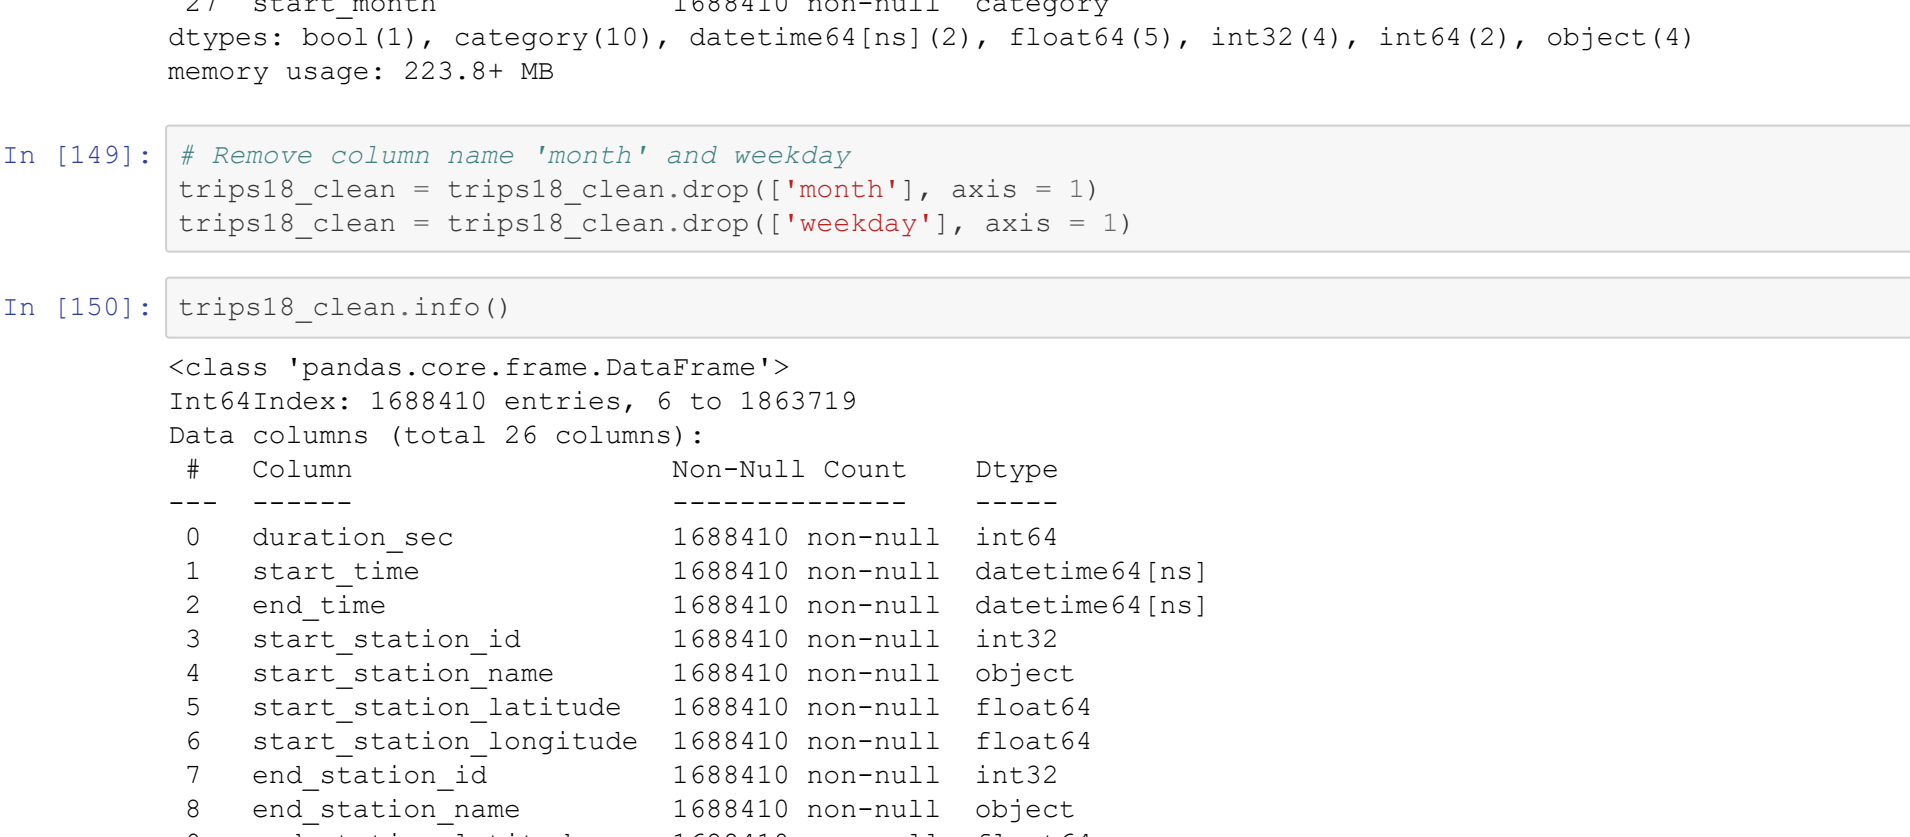 27 start_month 1688410 non-null category
dtypes: bool(1), category(10), datetime64[ns](2), float64(5), int32(4), int64(2), object(4)
memory usage: 223.8+ MB
In [149]: # Remove column name 'month' and weekday
trips18_clean = trips18_clean.drop(['month'], axis = 1)
trips18_clean = trips18_clean.drop(['weekday'], axis = 1)
In [150]: trips18_clean.info()
<class 'pandas.core.frame.DataFrame'>
Int64Index: 1688410 entries, 6 to 1863719
Data columns (total 26 columns):
# Column Non-Null Count Dtype
--- ------ -------------- -----
0 duration_sec 1688410 non-null int64
1 start_time 1688410 non-null datetime64[ns]
2 end_time 1688410 non-null datetime64[ns]
3 start_station_id 1688410 non-null int32
4 start_station_name 1688410 non-null object
5 start_station_latitude 1688410 non-null float64
6 start_station_longitude 1688410 non-null float64
7 end_station_id 1688410 non-null int32
8 end_station_name 1688410 non-null object